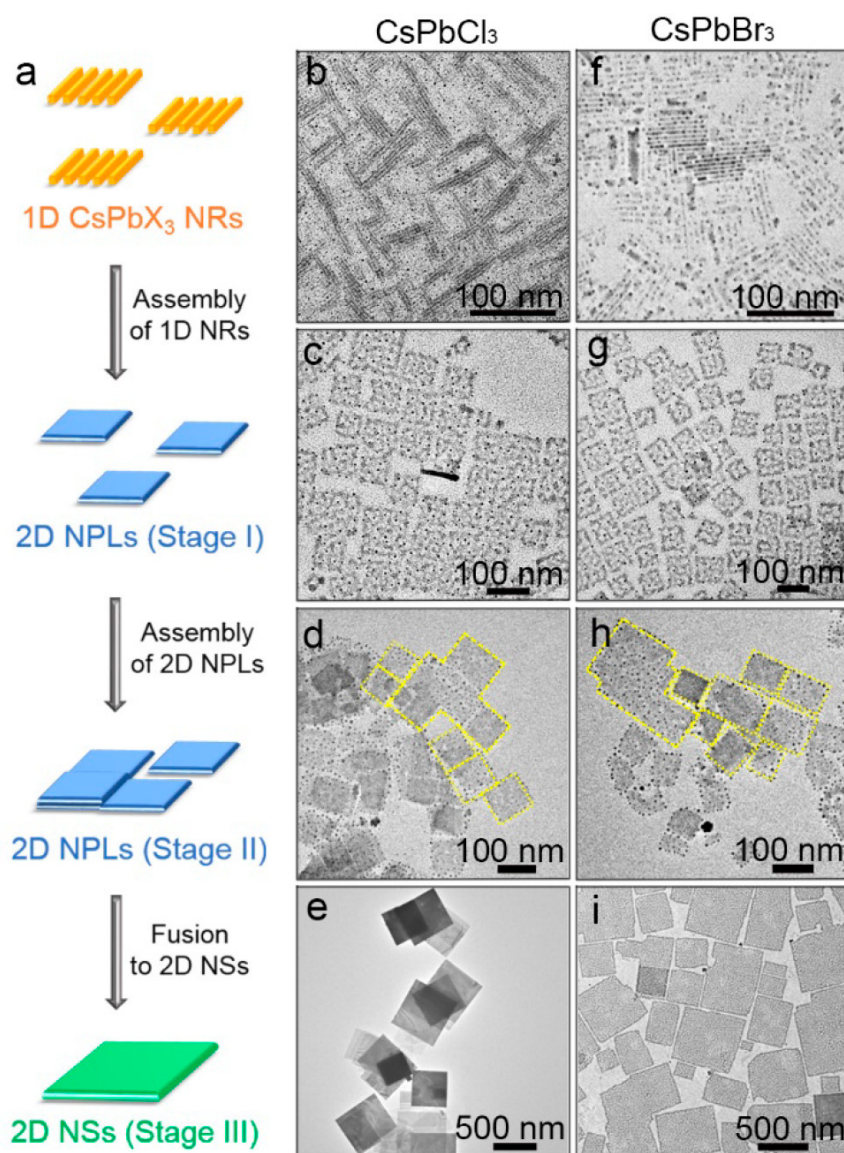 CsPbCl₃
CsPbBr₃
a
1D CsPbX₃ NRs
Assembly
of 1D NRs
2D NPLs (Stage I)
Assembly
of 2D NPLs
2D NPLs (Stage II)
Fusion
to 2D NSs
2D NSs (Stage III)
b
100 nm
f
100 nm
c
100 nm
g
100 nm
d
100 nm
h
100 nm
e
500 nm
i
500 nm